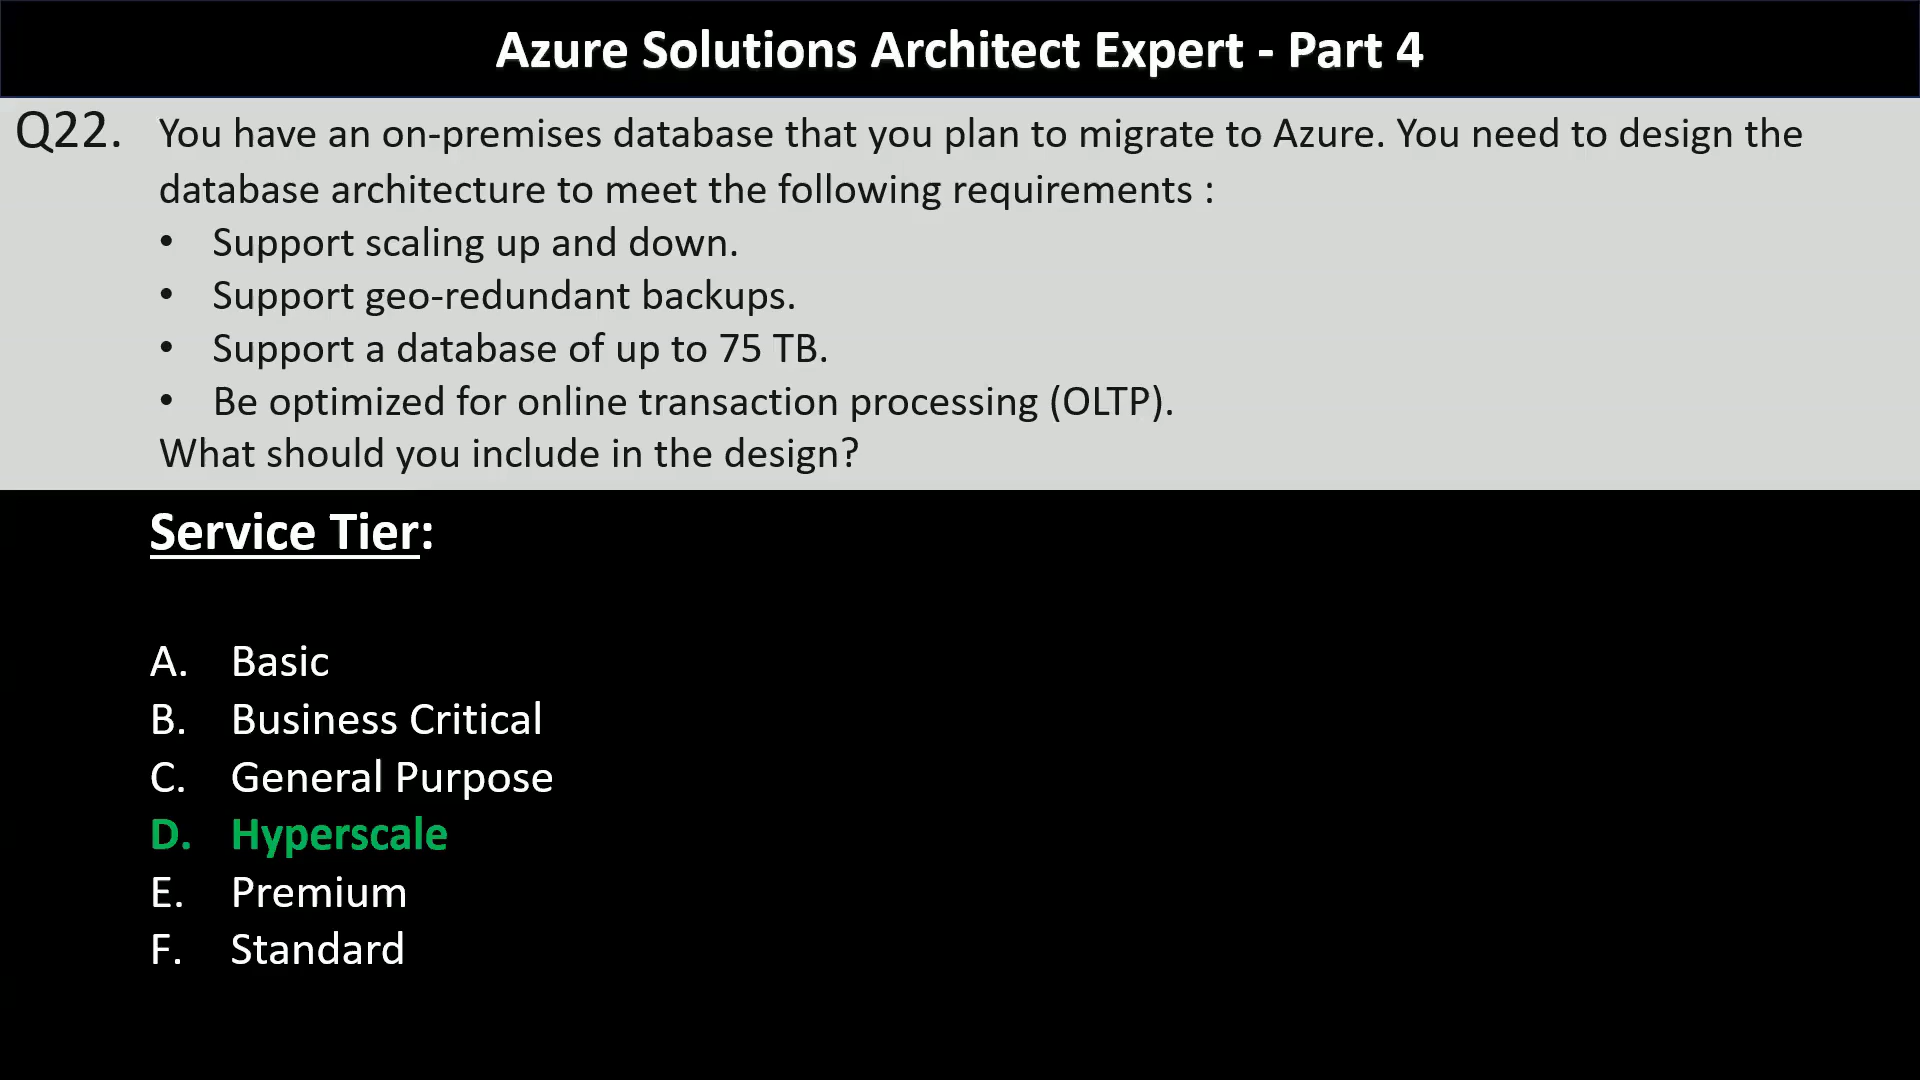 Azure Solutions Architect Expert - Part 4
Q22. You have an on-premises database that you plan to migrate to Azure. You need to design the
database architecture to meet the following requirements :
• Support scaling up and down.
• Support geo-redundant backups.
• Support a database of up to 75 TB.
• Be optimized for online transaction processing (OLTP).
What should you include in the design?
Service Tier:
A. Basic
B. Business Critical
C. General Purpose
D. Hyperscale
E. Premium
F. Standard